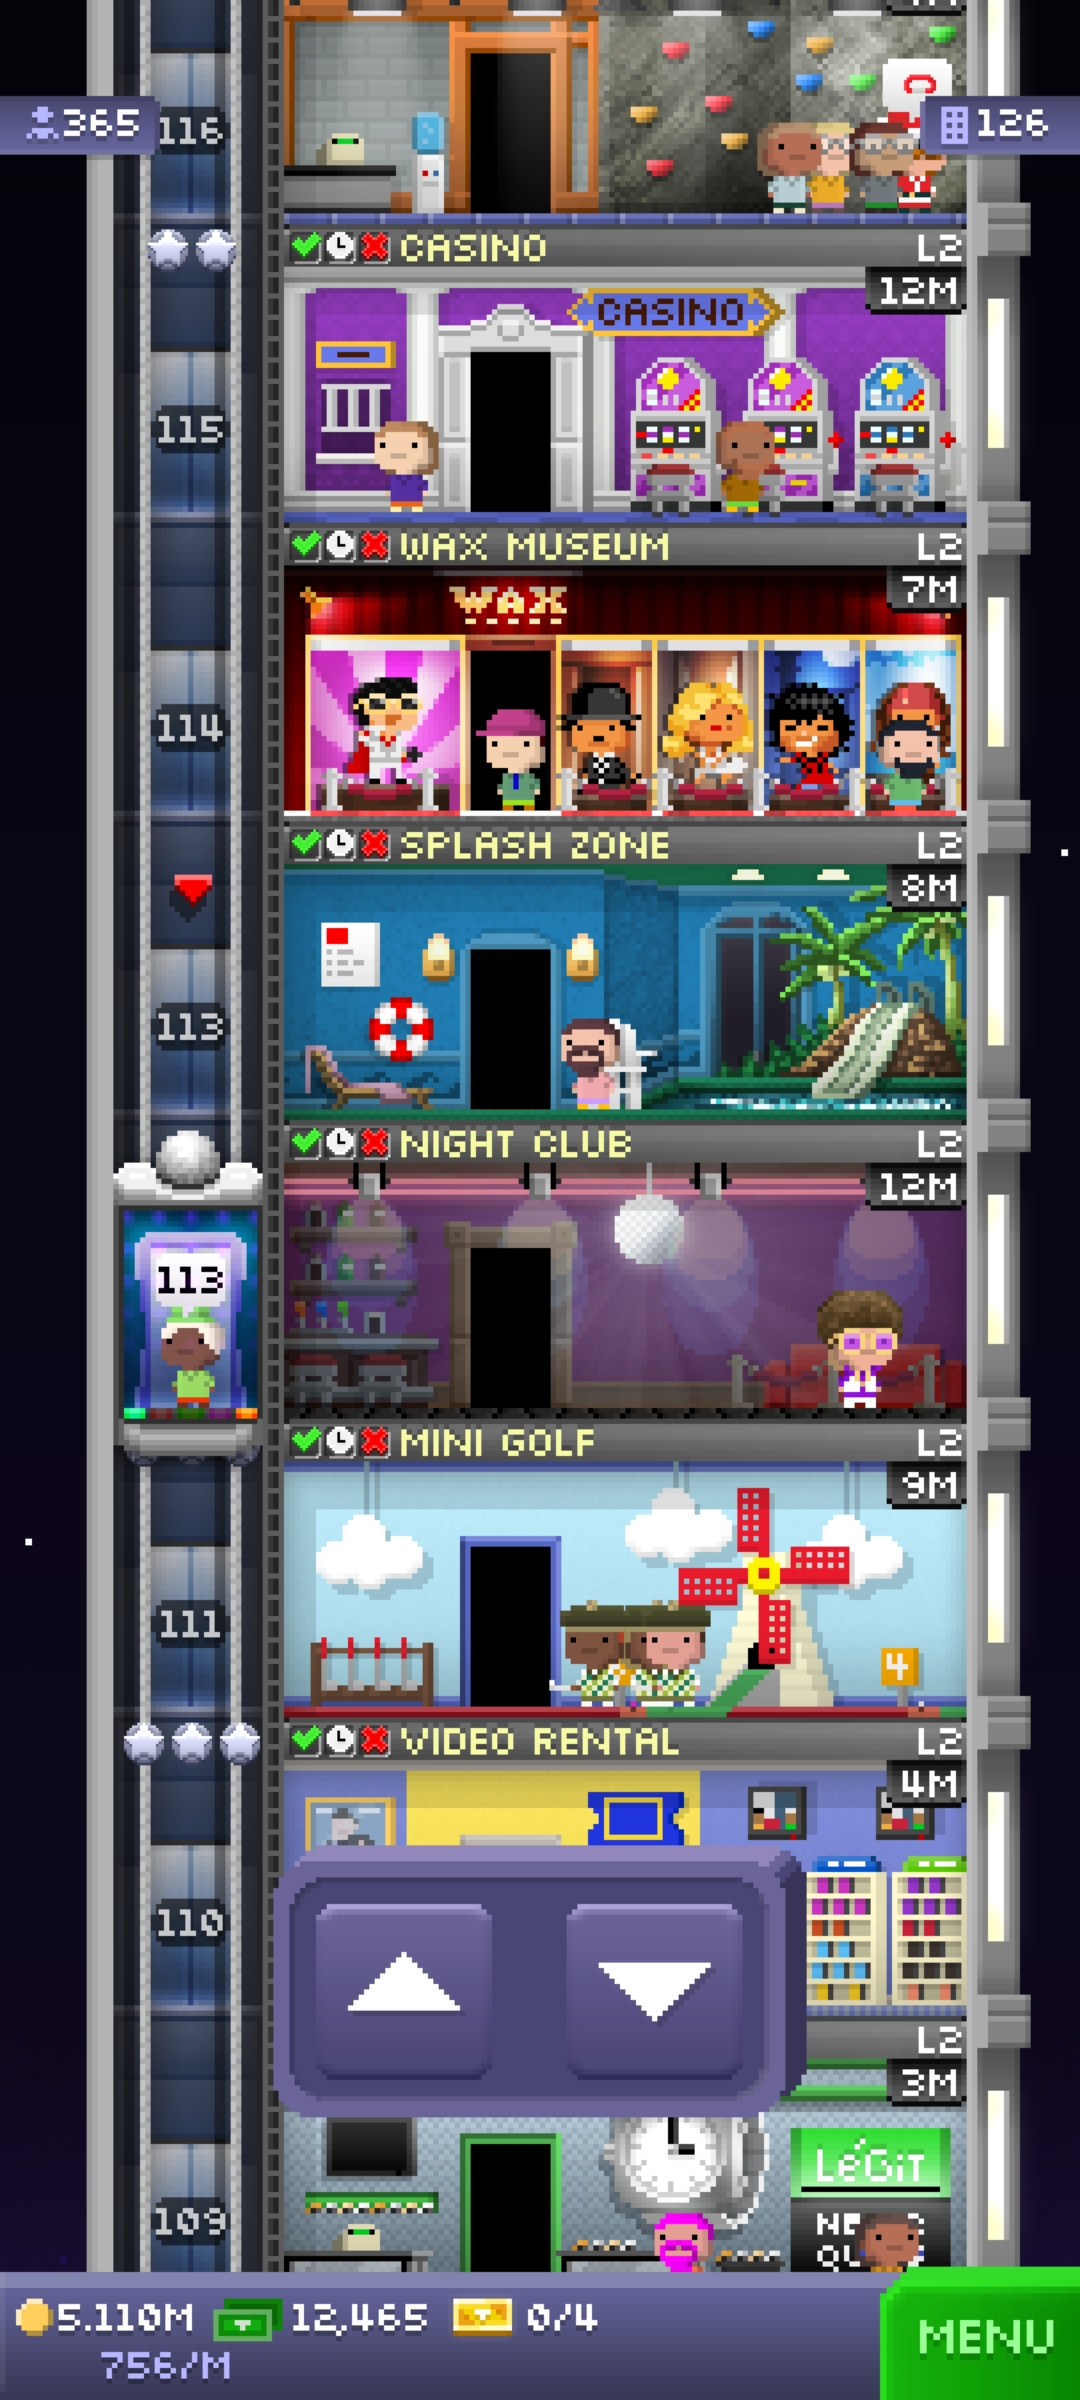 365
116
126
CASINO
L2
12M
CASINO
115
WAX MUSEUM
L2
7M
WAX
114
SPLASH ZONE
L2
8M
113
NIGHT CLUB
L2
12M
113
MINI GOLF
L2
9M
111
4
VIDEO RENTAL
L2
4M
110
L2
3M
LéGiT
109
5.110M
12,465
0/4
756/M
MENU